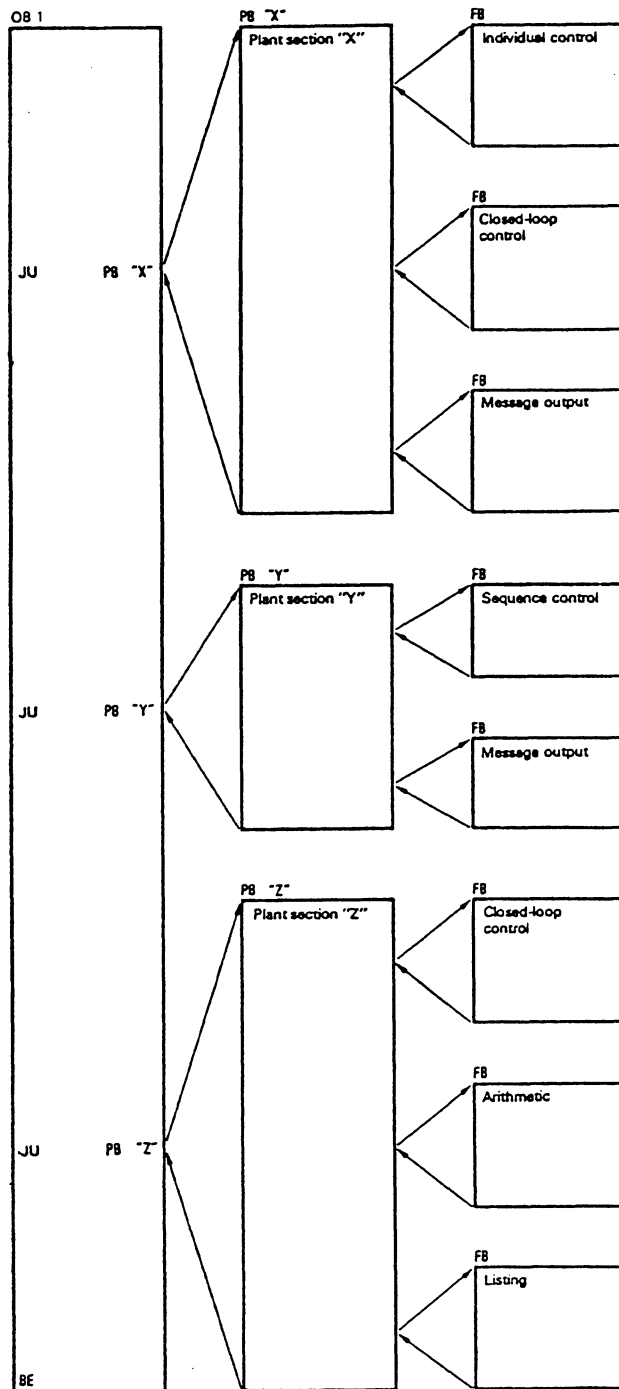 OB 1
PB "X"
Plant section "X"
FB
Individual control
FB
Closed-loop
control
JU PB "X"
FB
Message output
PB "Y"
Plant section "Y"
FB
Sequence control
JU PB "Y"
FB
Message output
PB "Z"
Plant section "Z"
FB
Closed-loop
control
FB
Arithmetic
JU PB "Z"
FB
Listing
BE